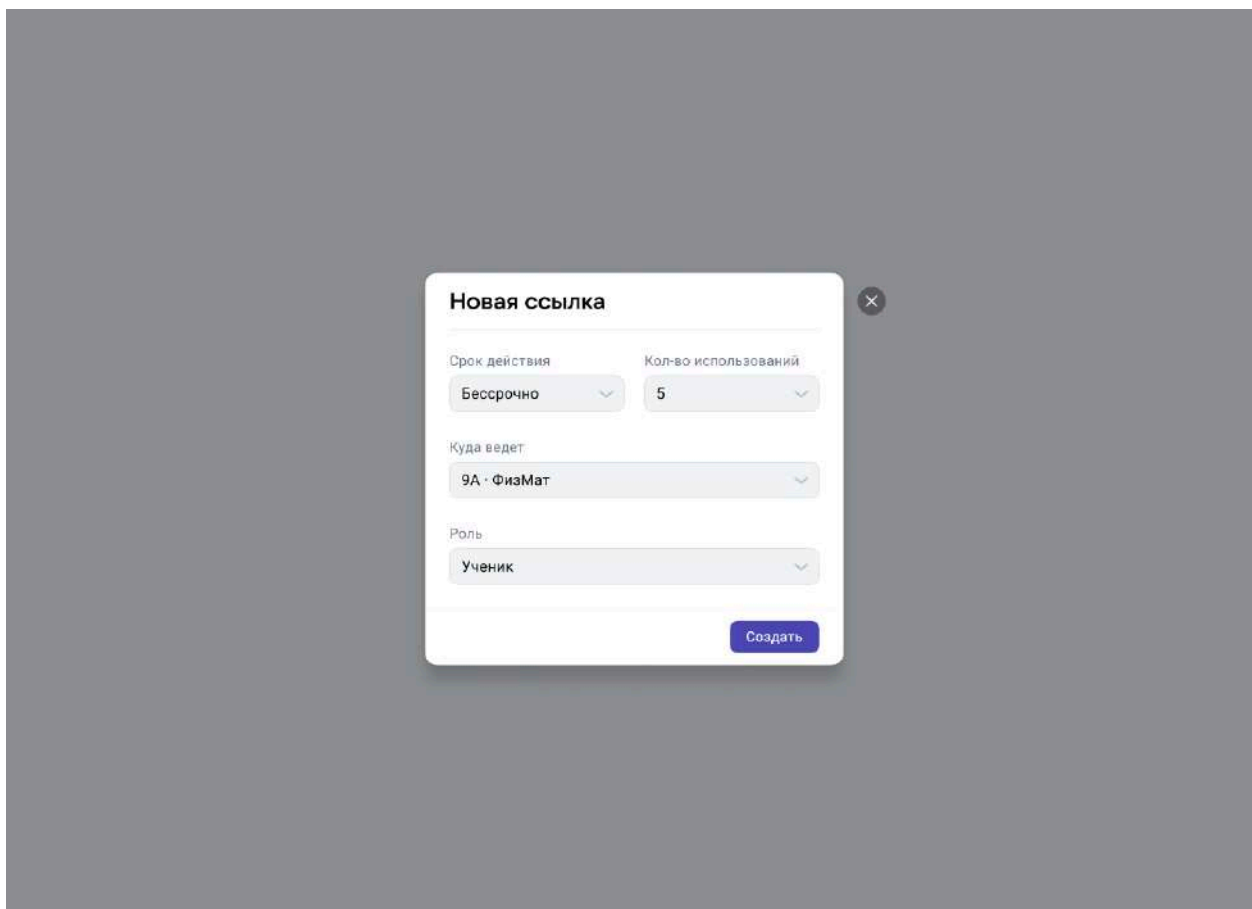 Новая ссылка
Срок действия Кол-во использований
Бессрочно 5
Куда ведет
9А · ФизМат
Роль
Ученик
Создать